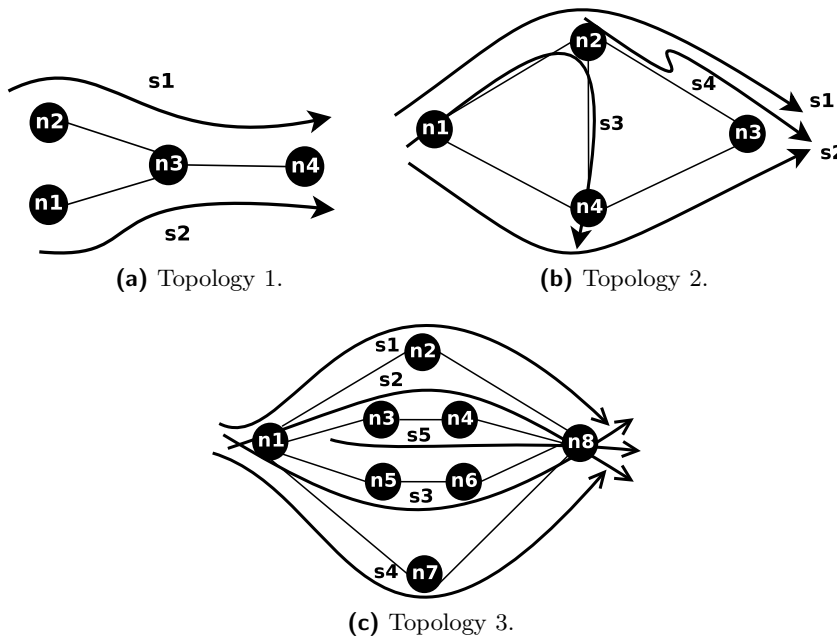 s1
n2
n3
n4
n1
s2
(a) Topology 1.
n2
s4
s1
n1
s3
n3
s2
n4
(b) Topology 2.
s1
n2
s2
n3
n4
n1
s5
n8
n5
n6
s3
s4
n7
(c) Topology 3.